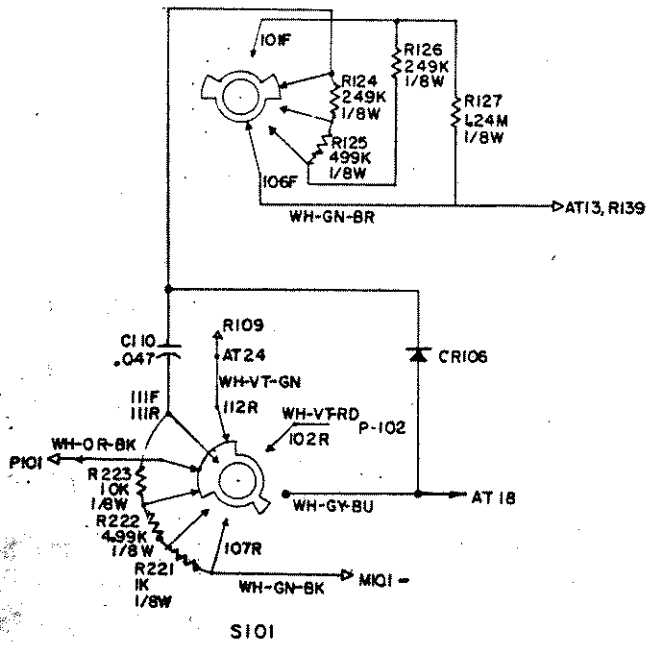 101F
R124
249K
1/8W
R126
249K
1/8W
R127
1.24M
1/8W
R125
499K
1/8W
106F
WH-GN-BR
AT13, R139
C110
.047
R109
AT24
WH-VT-GN
CR106
111F
111R
112R
WH-VT-RD
102R
P-102
WH-OR-BK
P101
R223
10K
1/8W
WH-GY-BU
AT18
R222
4.99K
1/8W
107R
R221
1K
1/8W
WH-GN-BK
M101-
S101